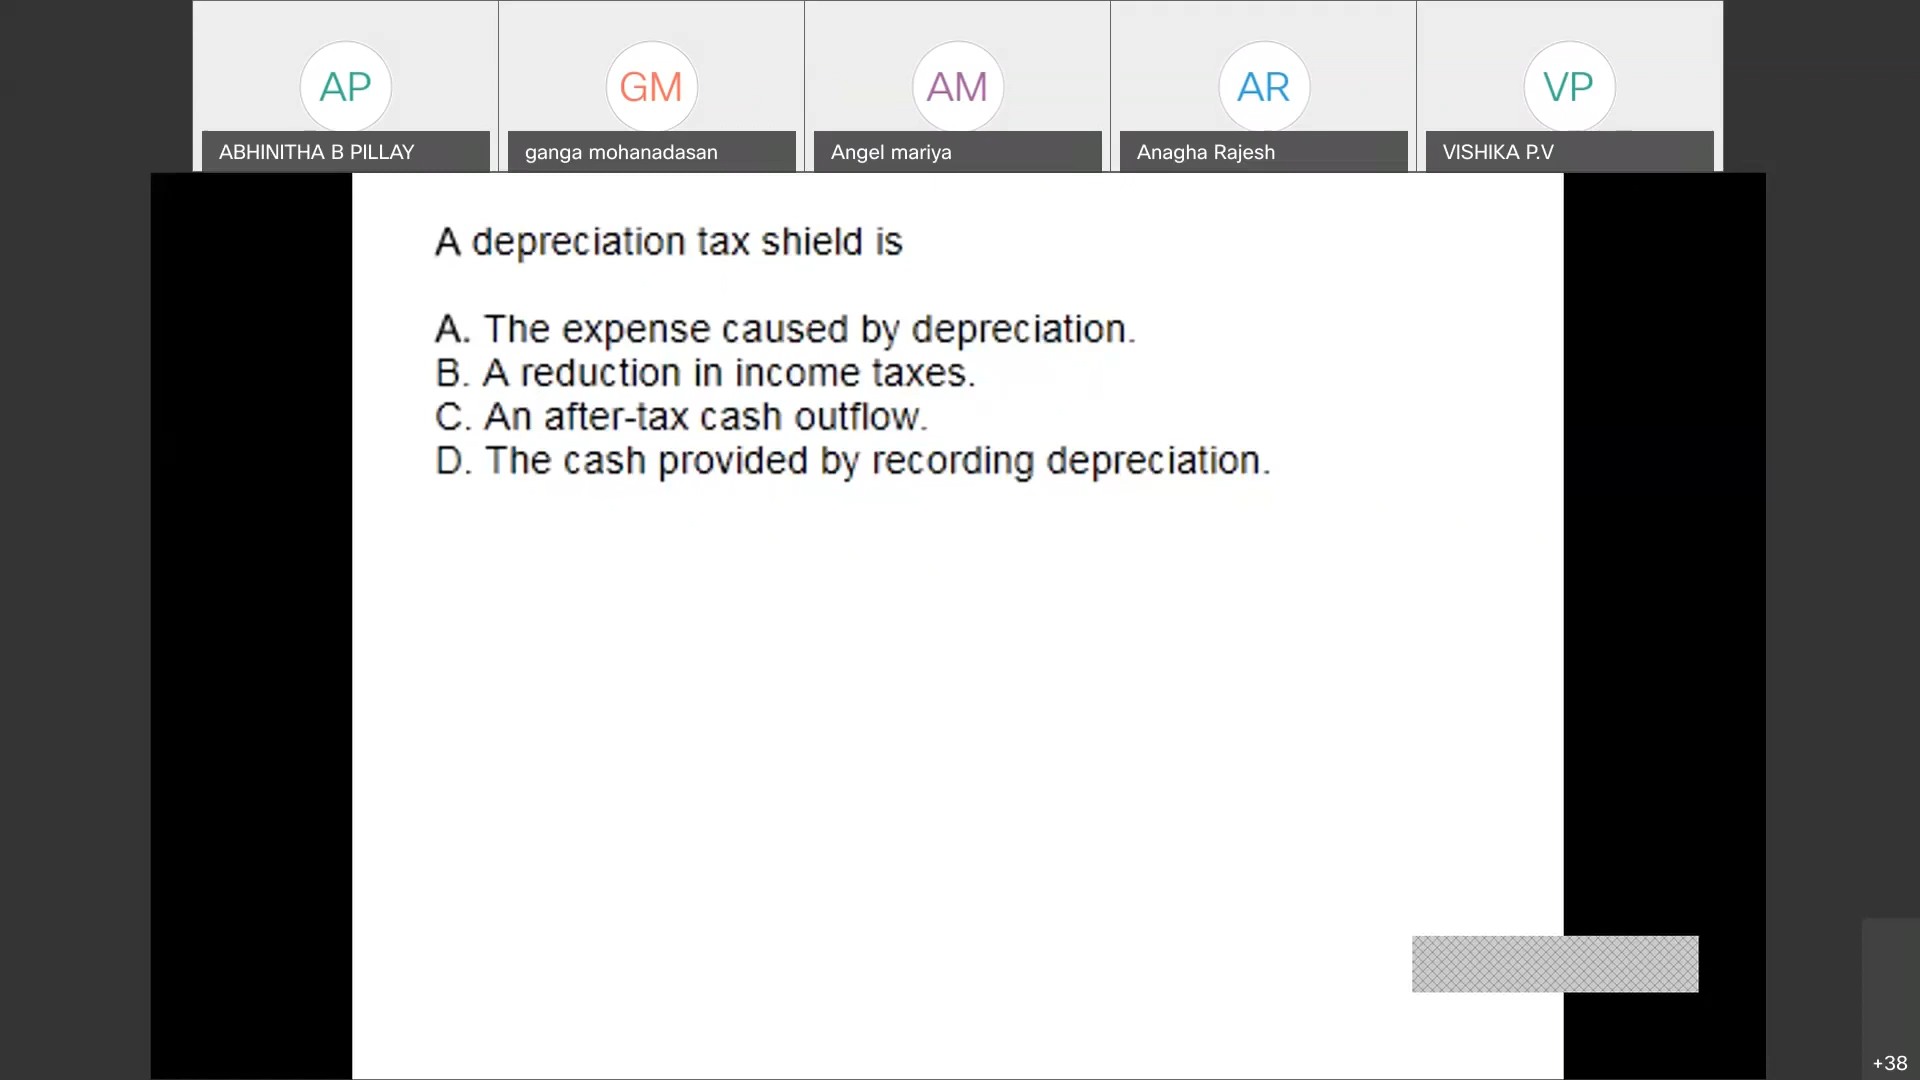 AP
GM
AM
AR
VP
ABHINITHA B PILLAY
ganga mohanadasan
Angel mariya
Anagha Rajesh
VISHIKA P.V
A depreciation tax shield is
A. The expense caused by depreciation.
B. A reduction in income taxes.
C. An after-tax cash outflow.
D. The cash provided by recording depreciation.
+38